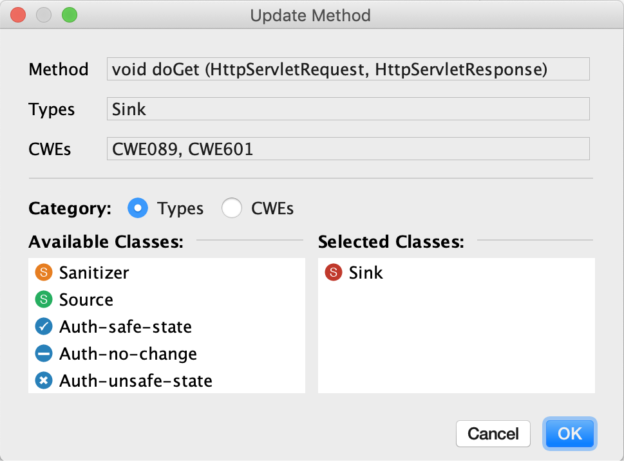 Update Method
Method void doGet (HttpServletRequest, HttpServletResponse)
Types Sink
CWEs CWE089, CWE601
Category: Types CWEs
Available Classes: Selected Classes:
S Sanitizer S Sink
S Source
Auth-safe-state
Auth-no-change
Auth-unsafe-state
Cancel OK